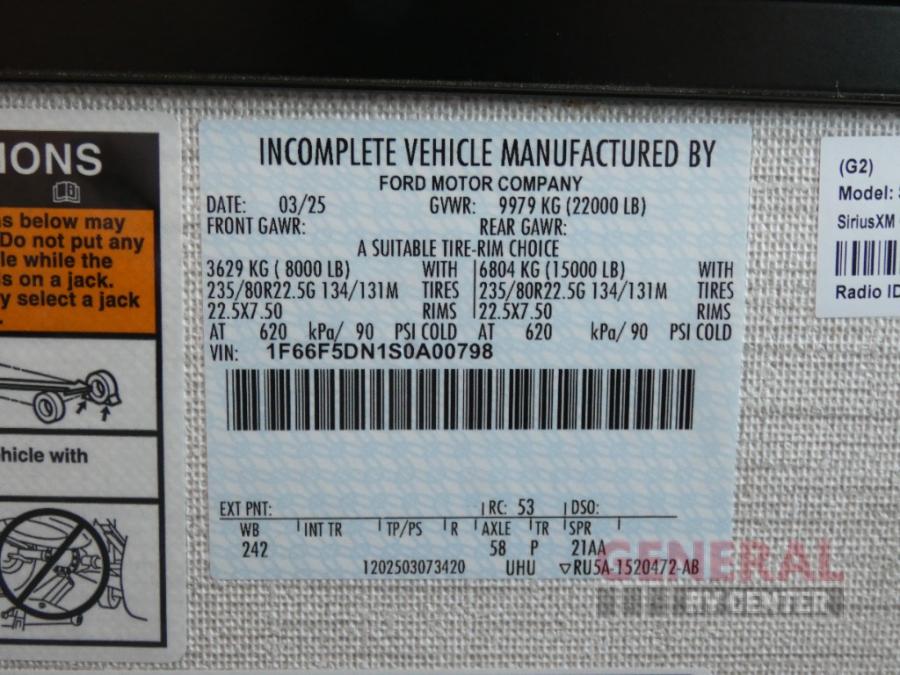 IONS
s below may
Do not put any
le while the
s on a jack.
y select a jack
hicle with
INCOMPLETE VEHICLE MANUFACTURED BY
FORD MOTOR COMPANY
DATE: 03/25 GVWR: 9979 KG (22000 LB)
FRONT GAWR: REAR GAWR:
A SUITABLE TIRE-RIM CHOICE
3629 KG ( 8000 LB) WITH 6804 KG (15000 LB) WITH
235/80R22.5G 134/131M TIRES 235/80R22.5G 134/131M TIRES
22.5X7.50 RIMS 22.5X7.50 RIMS
AT 620 kPa/ 90 PSI COLD AT 620 kPa/ 90 PSI COLD
VIN: 1F66F5DN1S0A00798
EXT PNT: RC: 53 DSO:
WB INT TR TP/PS R AXLE TR SPR
242 58 P 21AA
1202503073420 UHU ▽RU5A-1520472-AB
(G2)
Model:
SiriusXM
Radio ID
GENERAL
RV CENTER